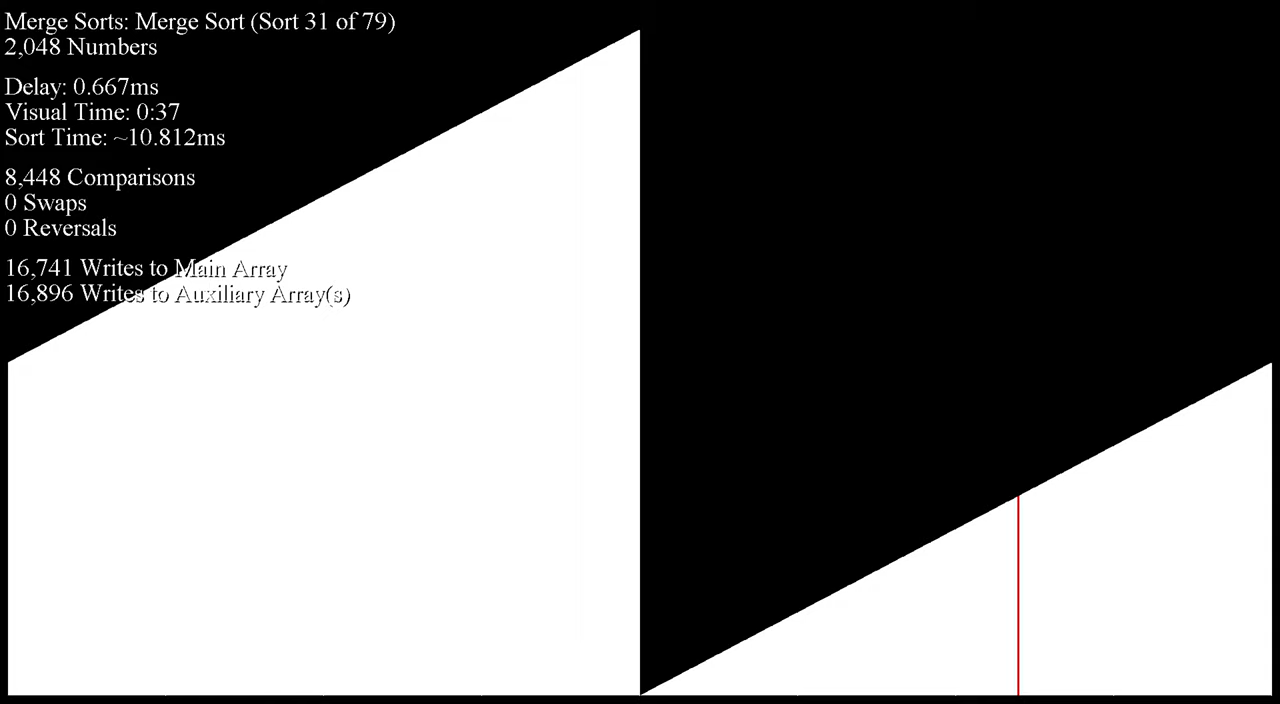 Merge Sorts: Merge Sort (Sort 31 of 79)
2,048 Numbers
Delay: 0.667ms
Visual Time: 0:37
Sort Time: ~10.812ms
8,448 Comparisons
0 Swaps
0 Reversals
16,741 Writes to Main Array
16,896 Writes to Auxiliary Array(s)